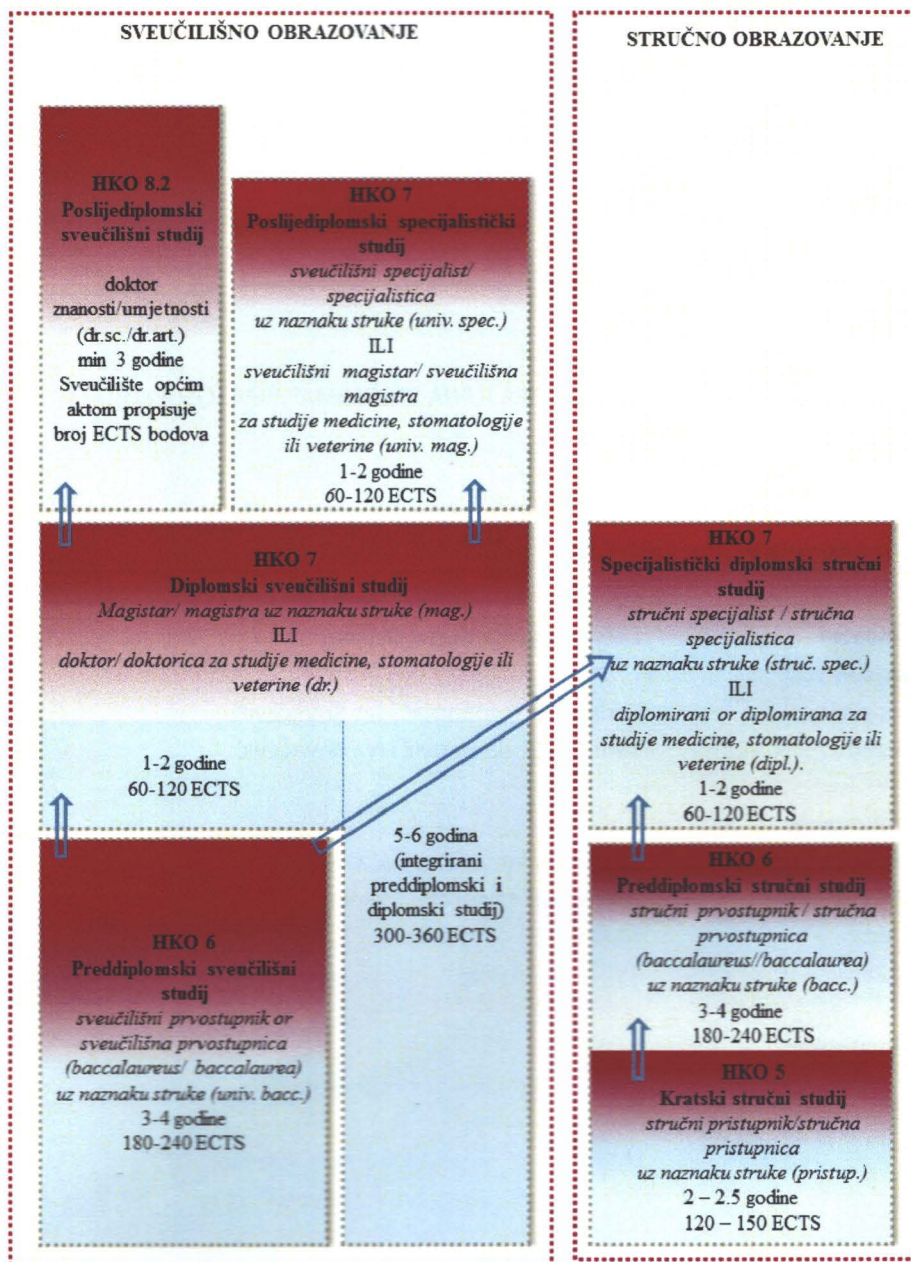 SVEUČILIŠNO OBRAZOVANJE
HKO 8.2
Poslijediplomski
sveučilišni studij
doktor
znanosti/umjetnosti
(dr.sc./dr.art.)
min 3 godine
Sveučilište općim
aktom propisuje
broj ECTS bodova
HKO 7
Poslijediplomski specijalistički
studij
sveučilišni specijalist/
specijalistica
uz naznaku struke (univ. spec.)
ILI
sveučilišni magistar/ sveučilišna
magistra
za studije medicine, stomatologije
ili veterine (univ. mag.)
1-2 godine
60-120 ECTS
HKO 7
Diplomski sveučilišni studij
Magistar/ magistra uz naznaku struke (mag.)
ILI
doktor/ doktorica za studije medicine, stomatologije ili
veterine (dr.)
1-2 godine
60-120 ECTS
5-6 godina
(integrirani
preddiplomski i
diplomski studij)
300-360 ECTS
HKO 6
Preddiplomski sveučilišni
studij
sveučilišni prvostupnik or
sveučilišna prvostupnica
(baccalaureus/ baccalaurea)
uz naznaku struke (univ. bacc.)
3-4 godine
180-240 ECTS
STRUČNO OBRAZOVANJE
HKO 7
Specijalistički diplomski stručni
studij
stručni specijalist / stručna
specijalistica
uz naznaku struke (struč. spec.)
ILI
diplomirani or diplomirana za
studije medicine, stomatologije ili
veterine (dipl.).
1-2 godine
60-120 ECTS
HKO 6
Preddiplomski stručni studij
stručni prvostupnik / stručna
prvostupnica
(baccalaureus//baccalaurea)
uz naznaku struke (bacc.)
3-4 godine
180-240 ECTS
HKO 5
Kratski stručni studij
stručni pristupnik/stručna
pristupnica
uz naznaku struke (pristup.)
2 – 2.5 godine
120 – 150 ECTS